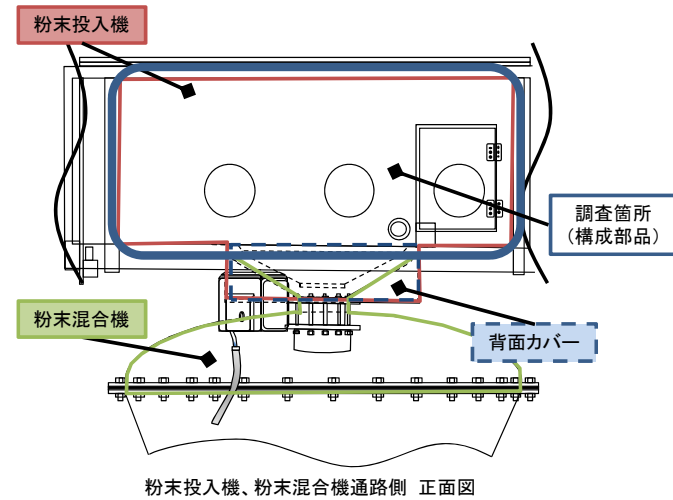 粉末投入機
調査箇所
（構成部品）
粉末混合機
背面カバー
粉末投入機、粉末混合機通路側 正面図